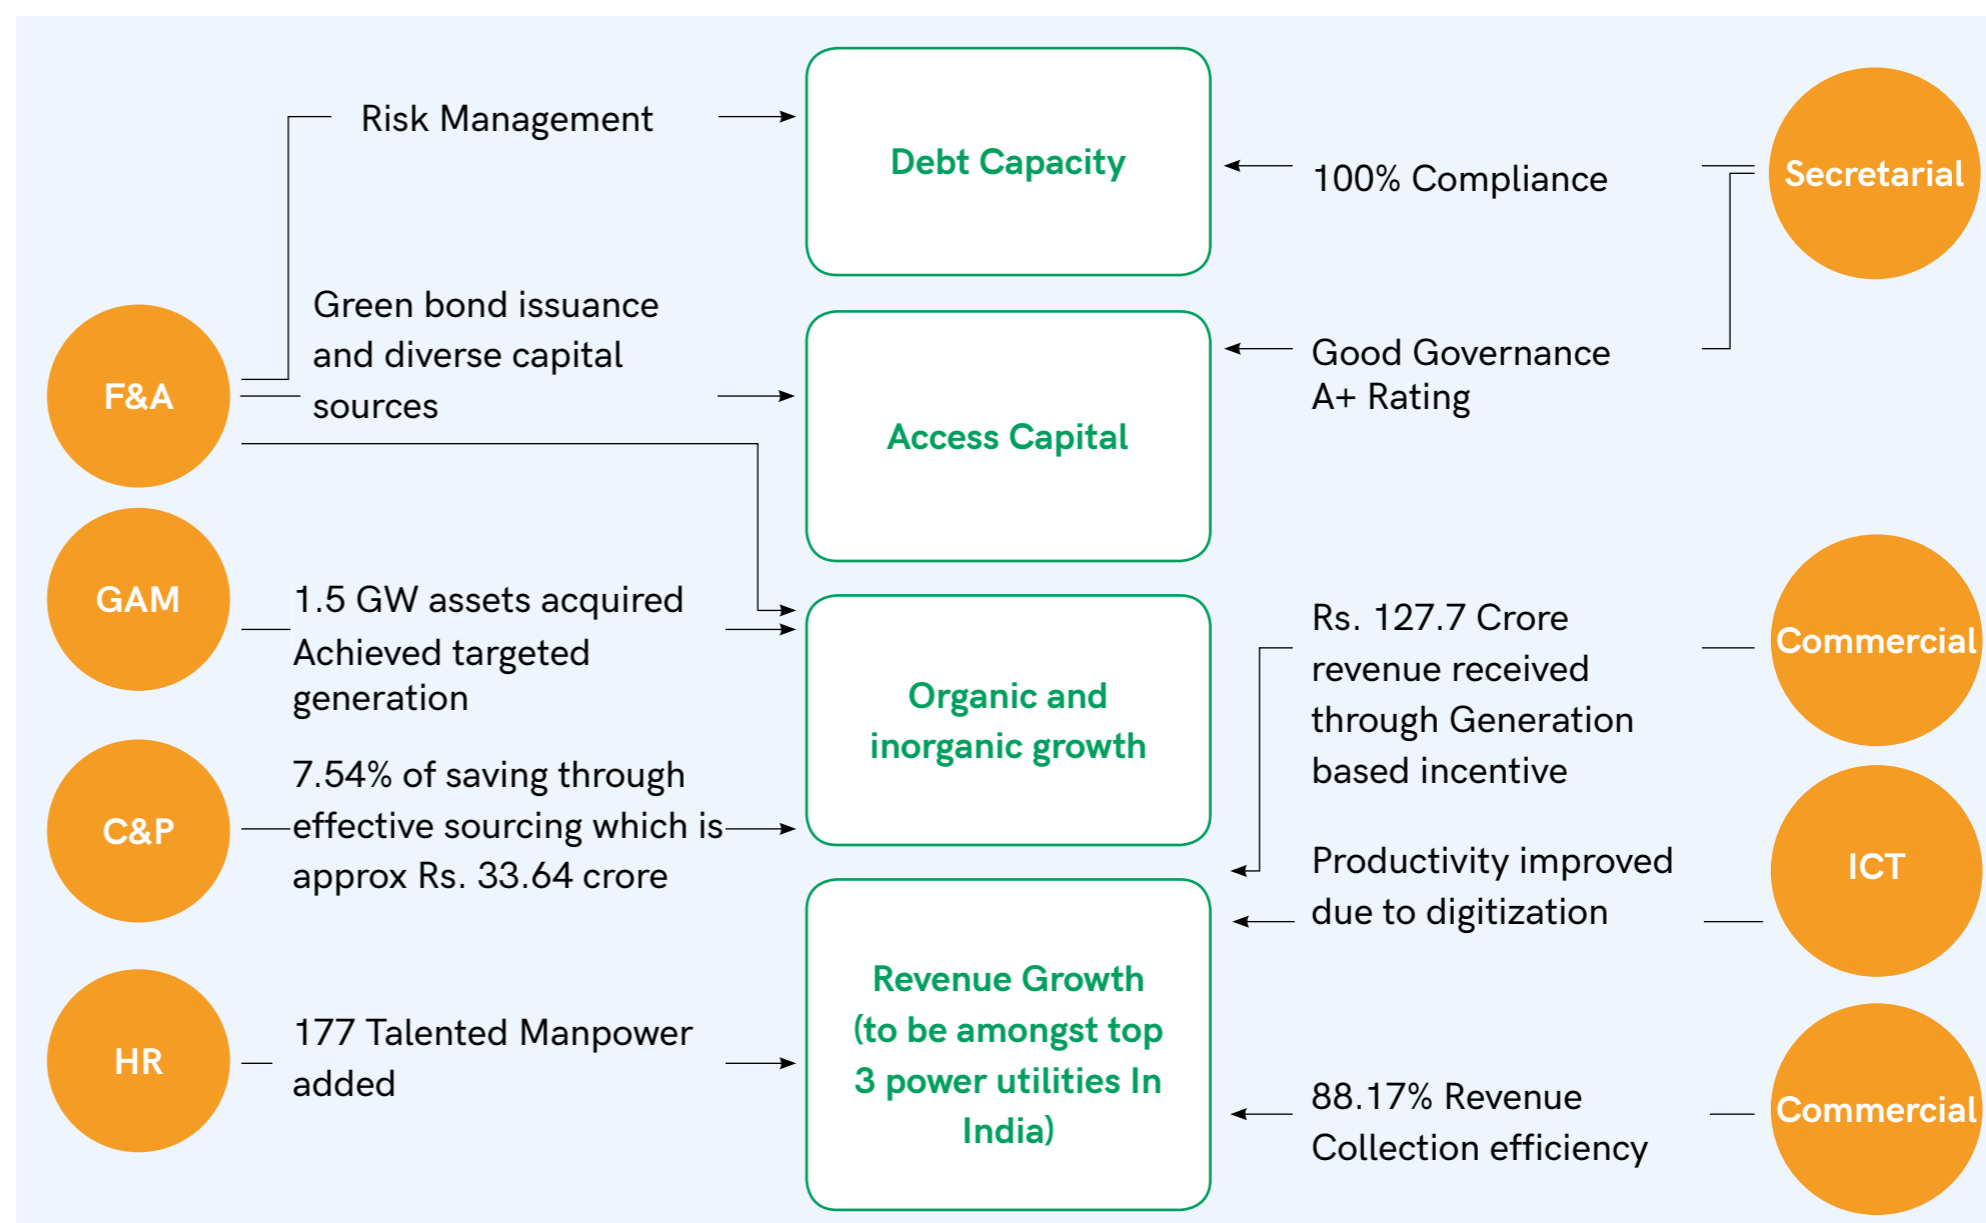 Risk Management
Debt Capacity
100% Compliance
Secretarial
Green bond issuance
and diverse capital
sources
F&A
Access Capital
Good Governance
A+ Rating
GAM
1.5 GW assets acquired
Achieved targeted
generation
Organic and
inorganic growth
Rs. 127.7 Crore
revenue received
through Generation
based incentive
Commercial
C&P
7.54% of saving through
effective sourcing which is
approx Rs. 33.64 crore
Productivity improved
due to digitization
ICT
HR
177 Talented Manpower
added
Revenue Growth
(to be amongst top
3 power utilities In
India)
88.17% Revenue
Collection efficiency
Commercial